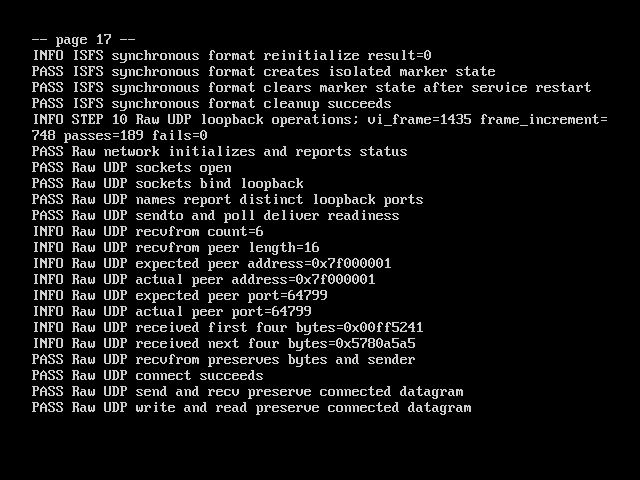 -- page 17 --
INFO ISFS synchronous format reinitialize result=0
PASS ISFS synchronous format creates isolated marker state
PASS ISFS synchronous format clears marker state after service restart
PASS ISFS synchronous format cleanup succeeds
INFO STEP 10 Raw UDP loopback operations; vi_frame=1435 frame_increment=
748 passes=189 fails=0
PASS Raw network initializes and reports status
PASS Raw UDP sockets open
PASS Raw UDP sockets bind loopback
PASS Raw UDP names report distinct loopback ports
PASS Raw UDP sendto and poll deliver readiness
INFO Raw UDP recvfrom count=6
INFO Raw UDP recvfrom peer length=16
INFO Raw UDP expected peer address=0x7f000001
INFO Raw UDP actual peer address=0x7f000001
INFO Raw UDP expected peer port=64799
INFO Raw UDP actual peer port=64799
INFO Raw UDP received first four bytes=0x00ff5241
INFO Raw UDP received next four bytes=0x5780a5a5
PASS Raw UDP recvfrom preserves bytes and sender
PASS Raw UDP connect succeeds
PASS Raw UDP send and recv preserve connected datagram
PASS Raw UDP write and read preserve connected datagram